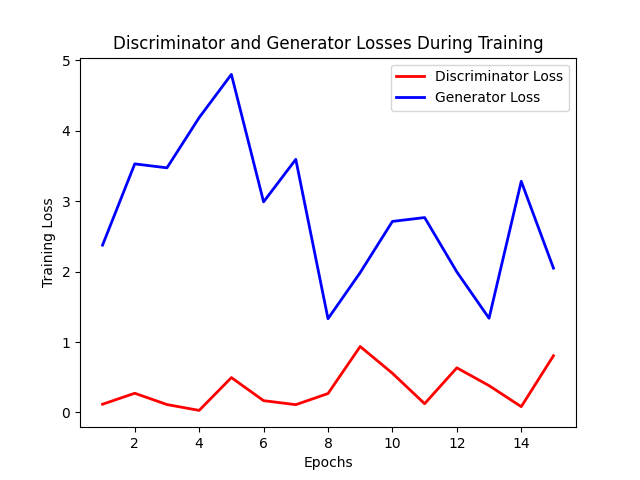 Discriminator and Generator Losses During Training
Discriminator Loss
Generator Loss
Training Loss
5
4
3
2
1
0
2 4 6 8 10 12 14
Epochs